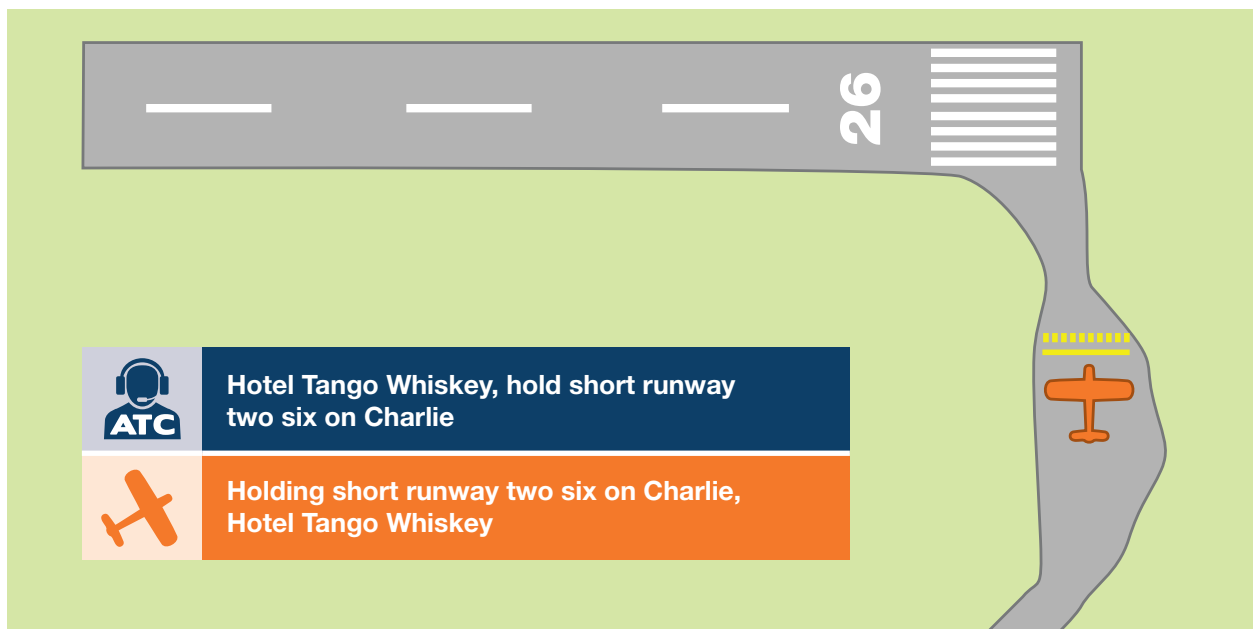 26
Hotel Tango Whiskey, hold short runway
two six on Charlie
ATC
Holding short runway two six on Charlie,
Hotel Tango Whiskey